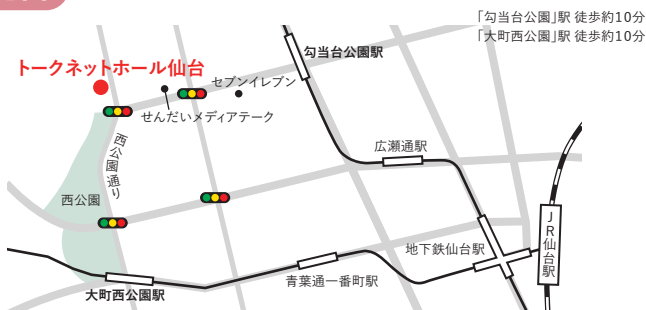 「勾当台公園」駅 徒歩約10分
「大町西公園」駅 徒歩約10分
勾当台公園駅
トークネットホール仙台
セブンイレブン
せんだいメディアテーク
西公園通り
広瀬通駅
西公園
JR仙台駅
地下鉄仙台駅
青葉通一番町駅
大町西公園駅